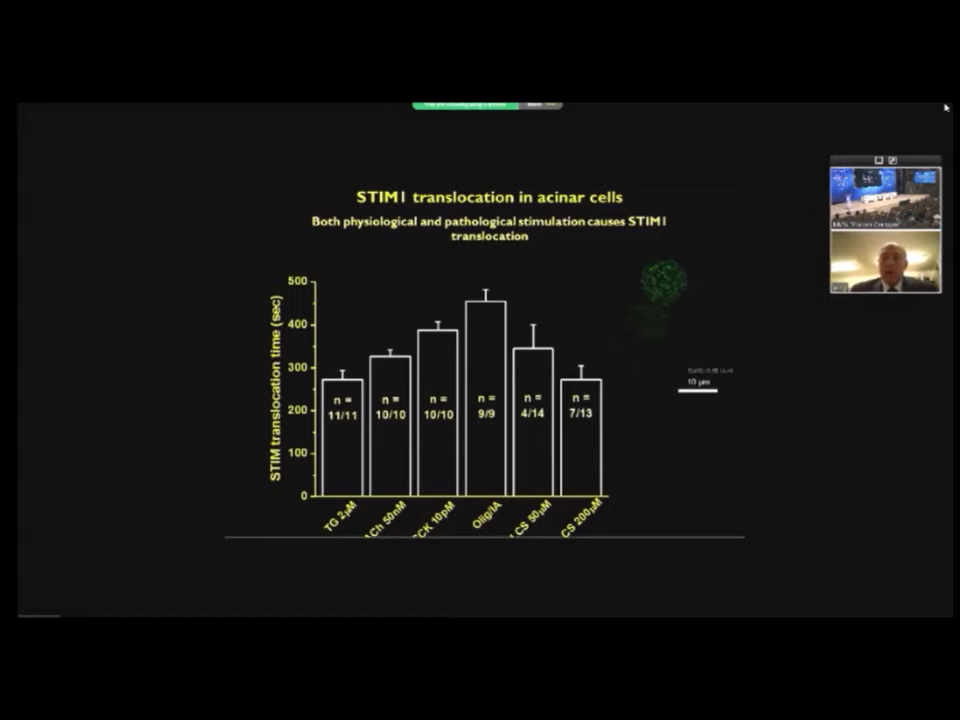 STIM1 translocation in acinar cells
Both physiological and pathological stimulation causes STIM1
translocation
STIM translocation time (sec)
500
400
300
200
100
0
n =
11/11
n =
10/10
n =
10/10
n =
9/9
n =
4/14
n =
7/13
10 µm
TG 2µM
ACh 50nM
CCK 10pM
Olig/IA
LCS 50µM
CS 200µM